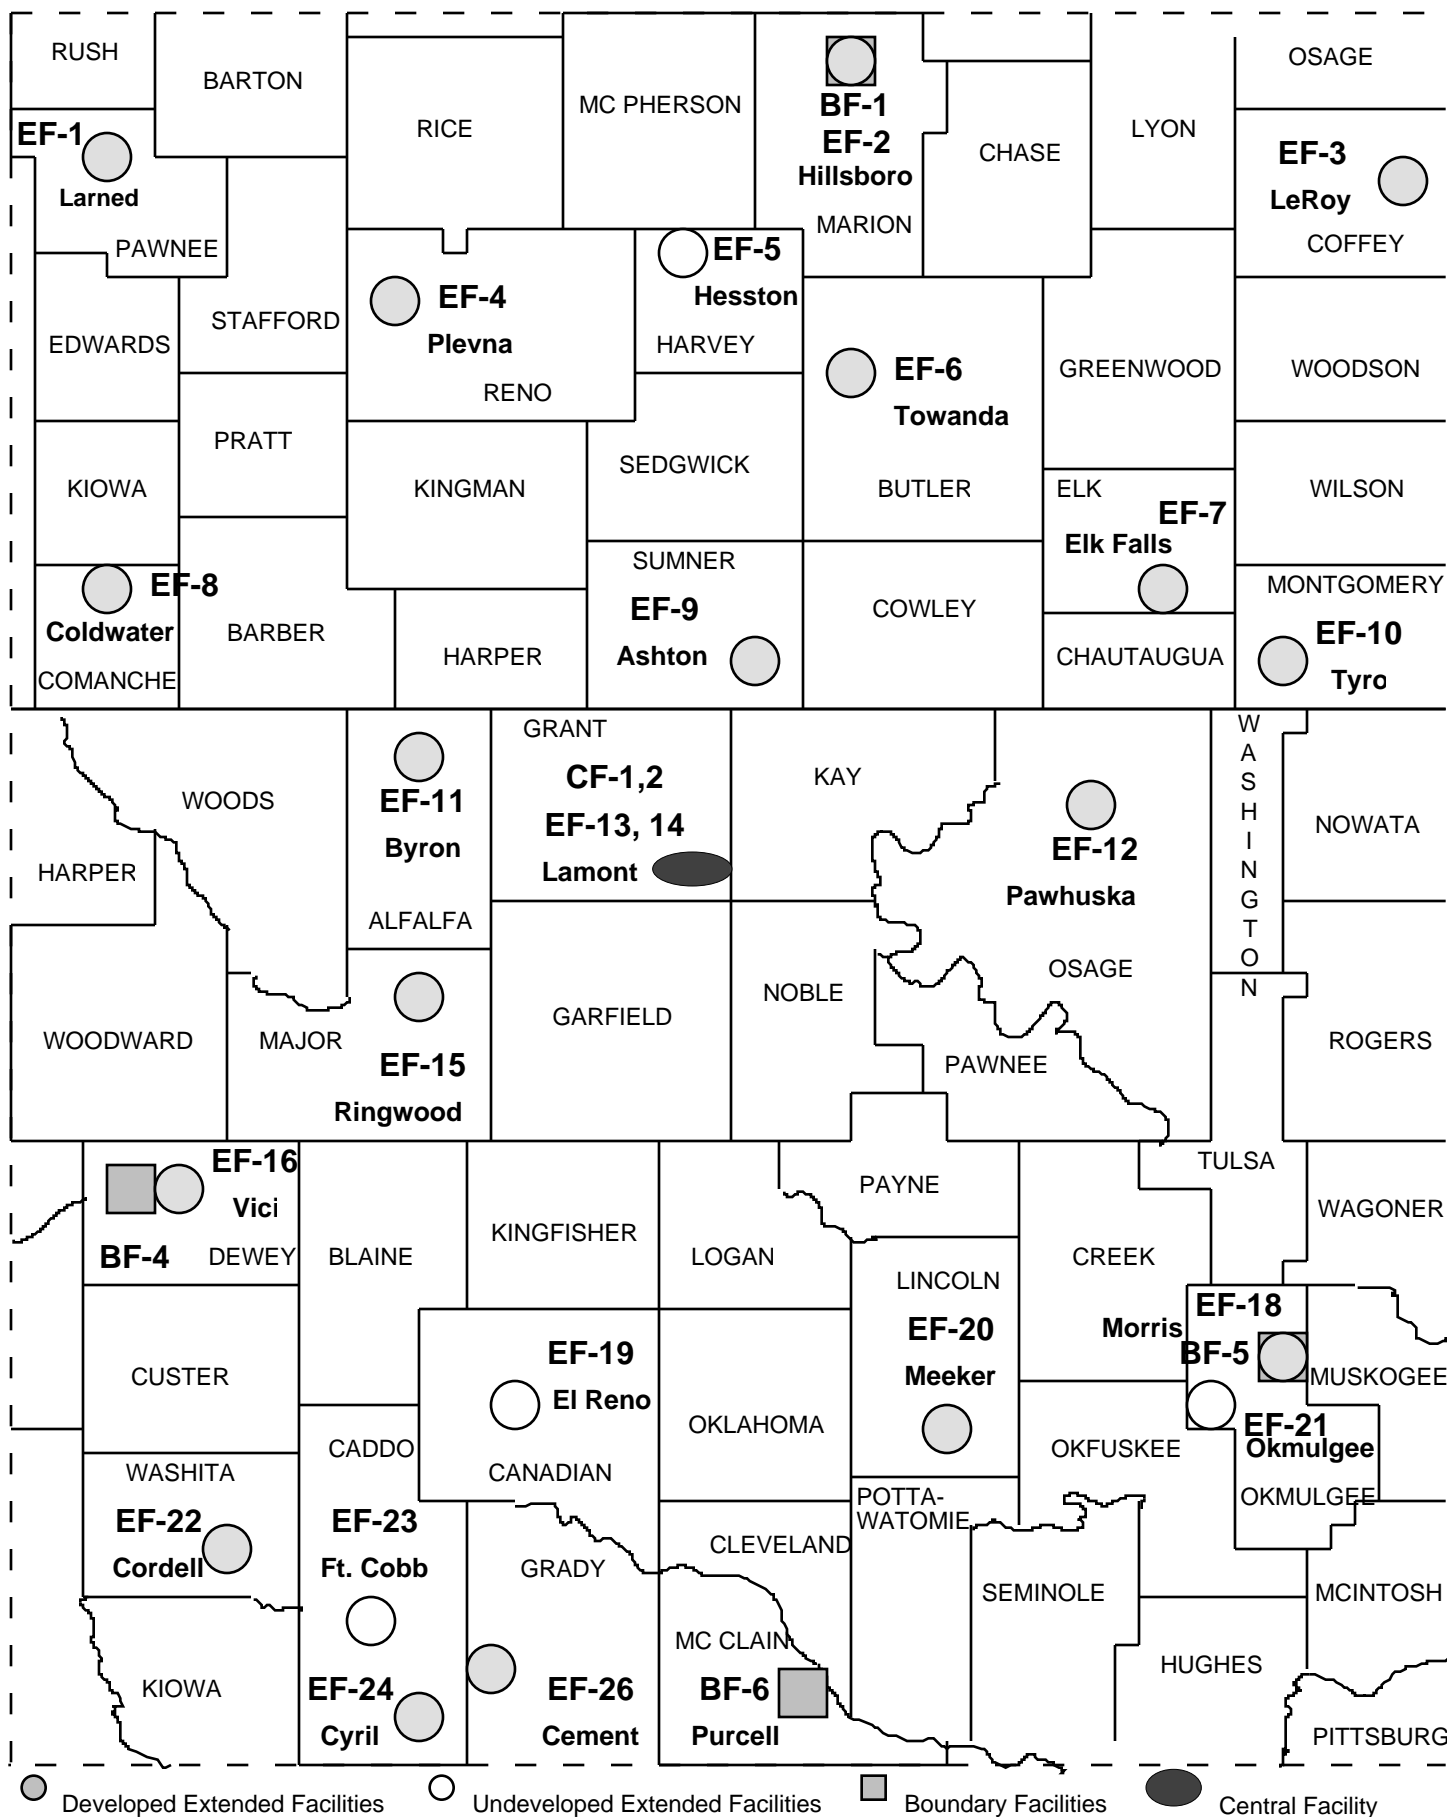 RUSH
BARTON
RICE
MC PHERSON
BF-1
EF-2
Hillsboro
MARION
CHASE
LYON
OSAGE
EF-1
Larned
PAWNEE
EF-3
LeRoy
COFFEY
EF-5
Hesston
HARVEY
EF-4
Plevna
RENO
STAFFORD
EDWARDS
EF-6
Towanda
BUTLER
GREENWOOD
WOODSON
PRATT
KIOWA
KINGMAN
SEDGWICK
ELK
EF-7
Elk Falls
WILSON
EF-8
Coldwater
COMANCHE
BARBER
HARPER
SUMNER
EF-9
Ashton
COWLEY
CHAUTAUGUA
MONTGOMERY
EF-10
Tyro
WOODS
HARPER
EF-11
Byron
ALFALFA
GRANT
CF-1,2
EF-13, 14
Lamont
KAY
EF-12
Pawhuska
OSAGE
WASHINGTON
NOWATA
WOODWARD
MAJOR
EF-15
Ringwood
GARFIELD
NOBLE
PAWNEE
ROGERS
EF-16
Vici
BF-4
DEWEY
BLAINE
KINGFISHER
LOGAN
PAYNE
TULSA
WAGONER
CREEK
LINCOLN
EF-20
Meeker
EF-18
Morris
BF-5
MUSKOGEE
CUSTER
EF-19
El Reno
CANADIAN
OKLAHOMA
OKFUSKEE
EF-21
Okmulgee
OKMULGEE
CADDO
WASHITA
EF-22
Cordell
EF-23
Ft. Cobb
GRADY
CLEVELAND
POTTA-
WATOMIE
SEMINOLE
MCINTOSH
KIOWA
EF-24
Cyril
EF-26
Cement
MC CLAIN
BF-6
Purcell
HUGHES
PITTSBURG
Developed Extended Facilities
Undeveloped Extended Facilities
Boundary Facilities
Central Facility